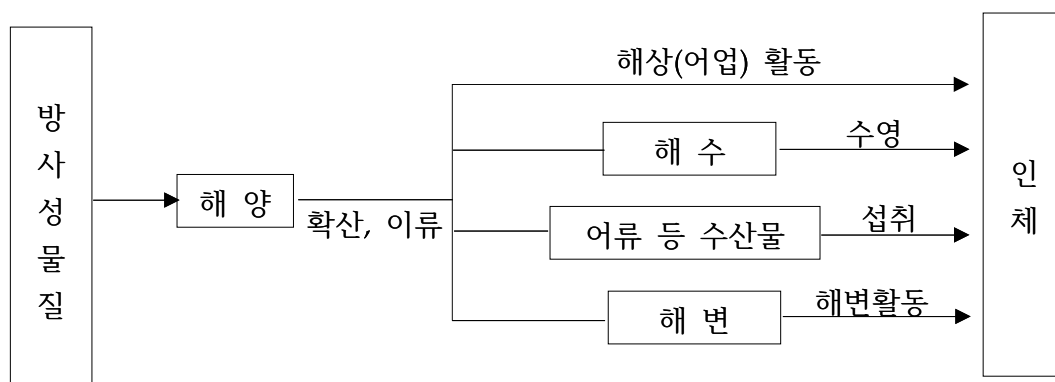 방사성물질
해 양
확산, 이류
해상(어업) 활동
해 수
수영
어류 등 수산물
섭취
해 변
해변활동
인체